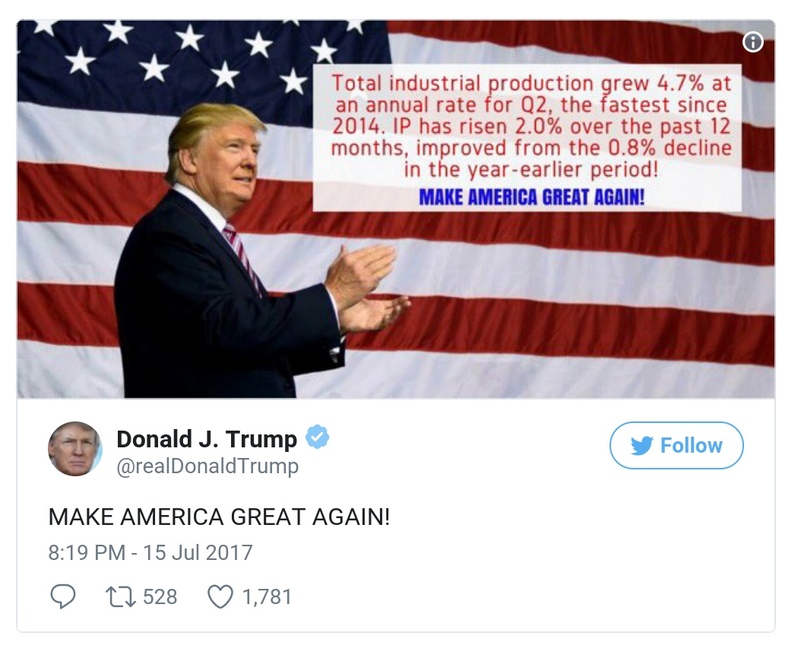 Total industrial production grew 4.7% at
an annual rate for Q2, the fastest since
2014. IP has risen 2.0% over the past 12
months, improved from the 0.8% decline
in the year-earlier period!
MAKE AMERICA GREAT AGAIN!
Donald J. Trump
Follow
@realDonaldTrump
MAKE AMERICA GREAT AGAIN!
8:19 PM - 15 Jul 2017
528 1,781